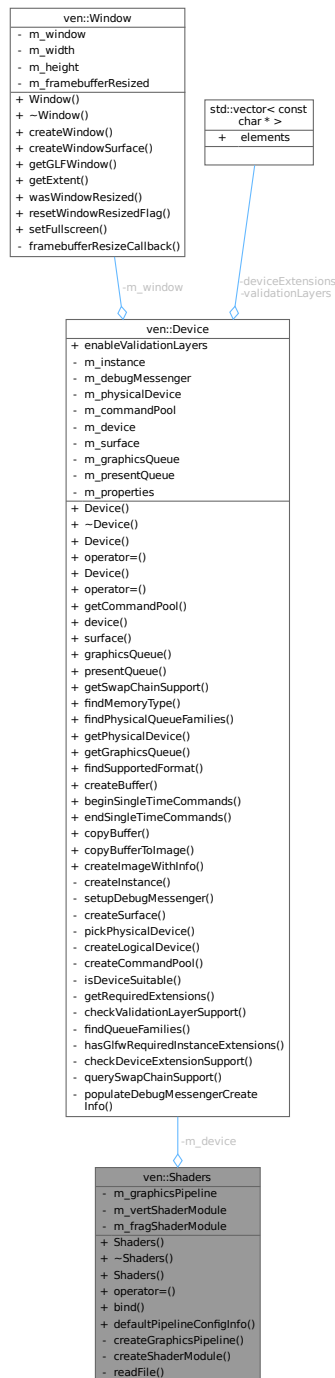 ven::Window
- m_window
- m_width
- m_height
- m_framebufferResized
+ Window()
+ ~Window()
+ createWindow()
+ createWindowSurface()
+ getGLFWindow()
+ getExtent()
+ wasWindowResized()
+ resetWindowResizedFlag()
+ setFullscreen()
- framebufferResizeCallback()
std::vector< const
char * >
+ elements
-m_window
-deviceExtensions
-validationLayers
ven::Device
+ enableValidationLayers
- m_instance
- m_debugMessenger
- m_physicalDevice
- m_commandPool
- m_device
- m_surface
- m_graphicsQueue
- m_presentQueue
- m_properties
+ Device()
+ ~Device()
+ Device()
+ operator=()
+ Device()
+ operator=()
+ getCommandPool()
+ device()
+ surface()
+ graphicsQueue()
+ presentQueue()
+ getSwapChainSupport()
+ findMemoryType()
+ findPhysicalQueueFamilies()
+ getPhysicalDevice()
+ getGraphicsQueue()
+ findSupportedFormat()
+ createBuffer()
+ beginSingleTimeCommands()
+ endSingleTimeCommands()
+ copyBuffer()
+ copyBufferToImage()
+ createImageWithInfo()
- createInstance()
- setupDebugMessenger()
- createSurface()
- pickPhysicalDevice()
- createLogicalDevice()
- createCommandPool()
- isDeviceSuitable()
- getRequiredExtensions()
- checkValidationLayerSupport()
- findQueueFamilies()
- hasGlfwRequiredInstanceExtensions()
- checkDeviceExtensionSupport()
- querySwapChainSupport()
- populateDebugMessengerCreate
Info()
-m_device
ven::Shaders
- m_graphicsPipeline
- m_vertShaderModule
- m_fragShaderModule
+ Shaders()
+ ~Shaders()
+ Shaders()
+ operator=()
+ bind()
+ defaultPipelineConfigInfo()
- createGraphicsPipeline()
- createShaderModule()
- readFile()